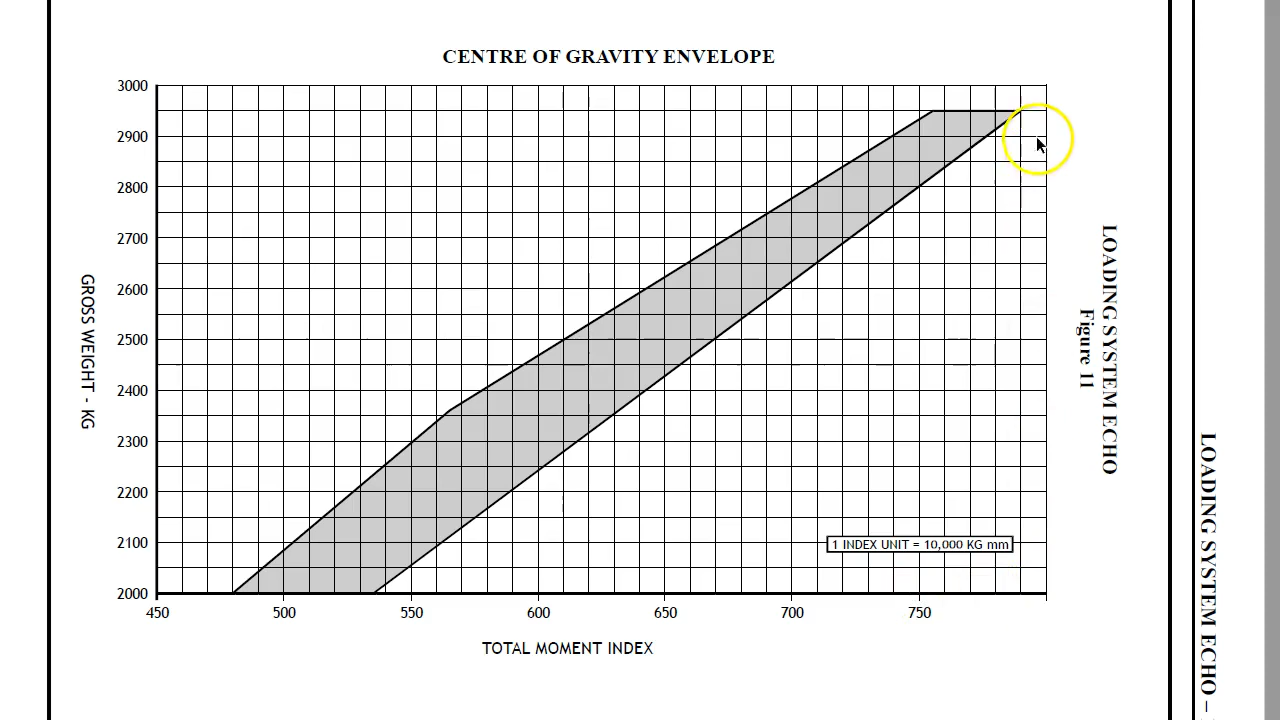 CENTRE OF GRAVITY ENVELOPE
3000
2900
2800
2700
2600
2500
2400
2300
2200
2100
2000
GROSS WEIGHT - KG
450 500 550 600 650 700 750
TOTAL MOMENT INDEX
1 INDEX UNIT = 10,000 KG mm
LOADING SYSTEM ECHO
Figure 11
LOADING SYSTEM ECHO –